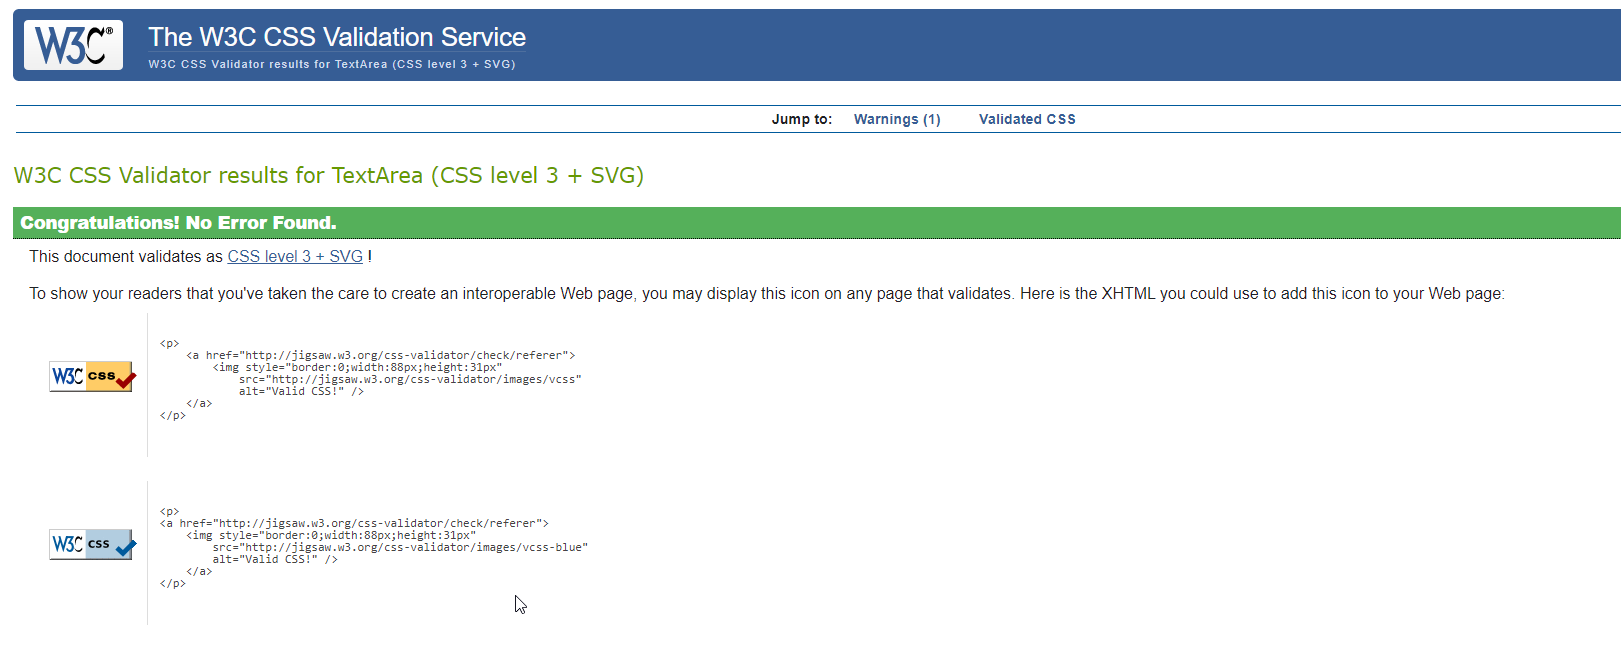 W3C®
The W3C CSS Validation Service
W3C CSS Validator results for TextArea (CSS level 3 + SVG)
Jump to: Warnings (1) Validated CSS
W3C CSS Validator results for TextArea (CSS level 3 + SVG)
Congratulations! No Error Found.
This document validates as CSS level 3 + SVG !
To show your readers that you've taken the care to create an interoperable Web page, you may display this icon on any page that validates. Here is the XHTML you could use to add this icon to your Web page:
W3C css
<p>
    <a href="http://jigsaw.w3.org/css-validator/check/referer">
        <img style="border:0;width:88px;height:31px"
            src="http://jigsaw.w3.org/css-validator/images/vcss"
            alt="Valid CSS!" />
    </a>
</p>
W3C css
<p>
<a href="http://jigsaw.w3.org/css-validator/check/referer">
    <img style="border:0;width:88px;height:31px"
        src="http://jigsaw.w3.org/css-validator/images/vcss-blue"
        alt="Valid CSS!" />
    </a>
</p>